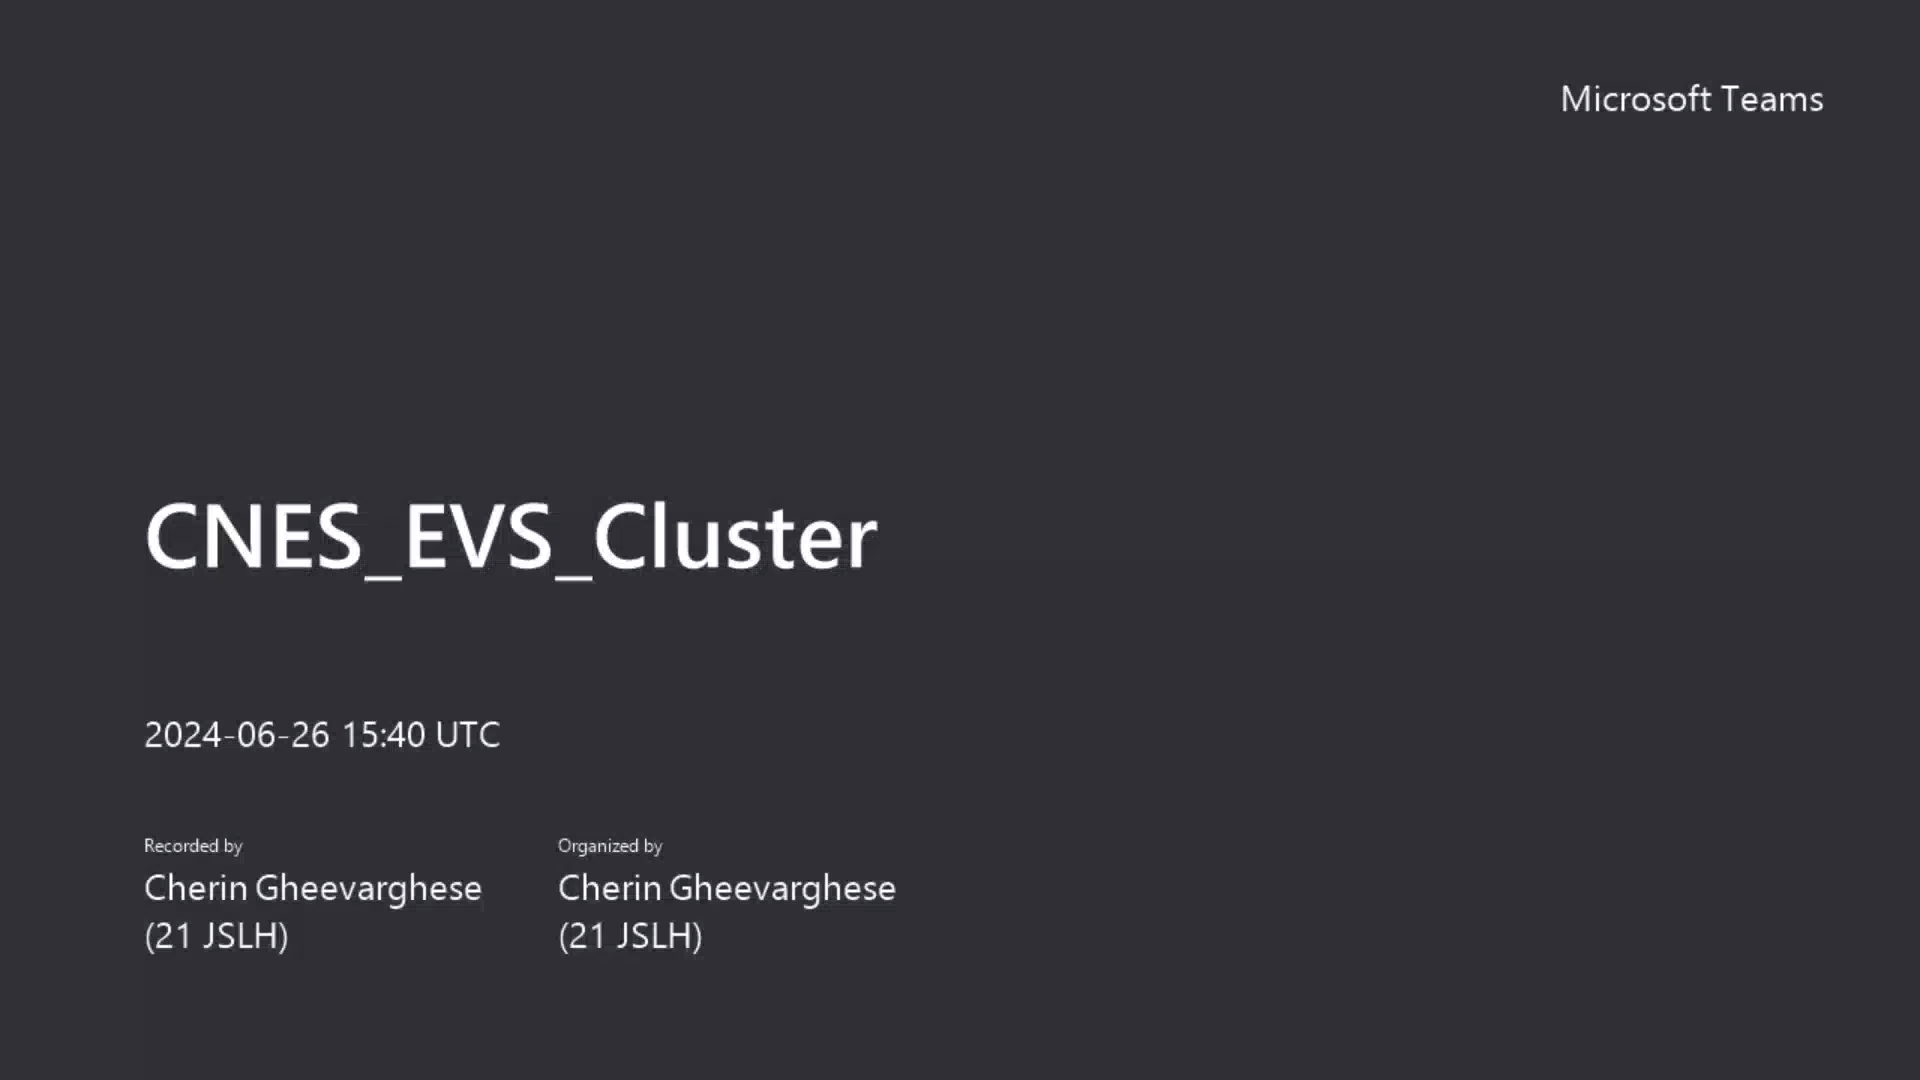 Microsoft Teams
CNES_EVS_Cluster
2024-06-26 15:40 UTC
Recorded by
Cherin Gheevarghese
(21 JSLH)
Organized by
Cherin Gheevarghese
(21 JSLH)